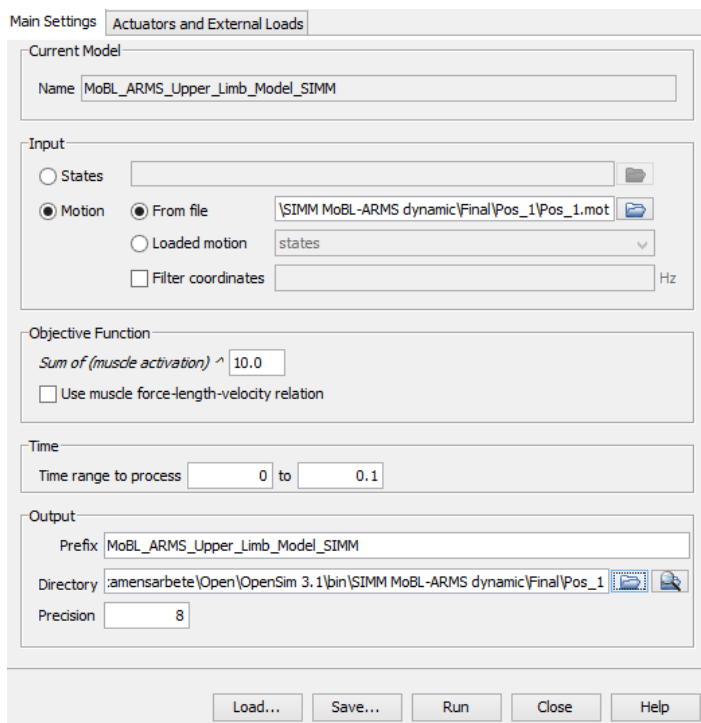 Main Settings Actuators and External Loads
Current Model
Name MoBL_ARMS_Upper_Limb_Model_SIMM
Input
States
Motion From file \SIMM MoBL-ARMS dynamic\Final\Pos_1\Pos_1.mot
Loaded motion states
Filter coordinates Hz
Objective Function
Sum of (muscle activation) ^ 10.0
Use muscle force-length-velocity relation
Time
Time range to process 0 to 0.1
Output
Prefix MoBL_ARMS_Upper_Limb_Model_SIMM
Directory :amensarbete\Open\OpenSim 3.1\bin\SIMM MoBL-ARMS dynamic\Final\Pos_1
Precision 8
Load... Save... Run Close Help